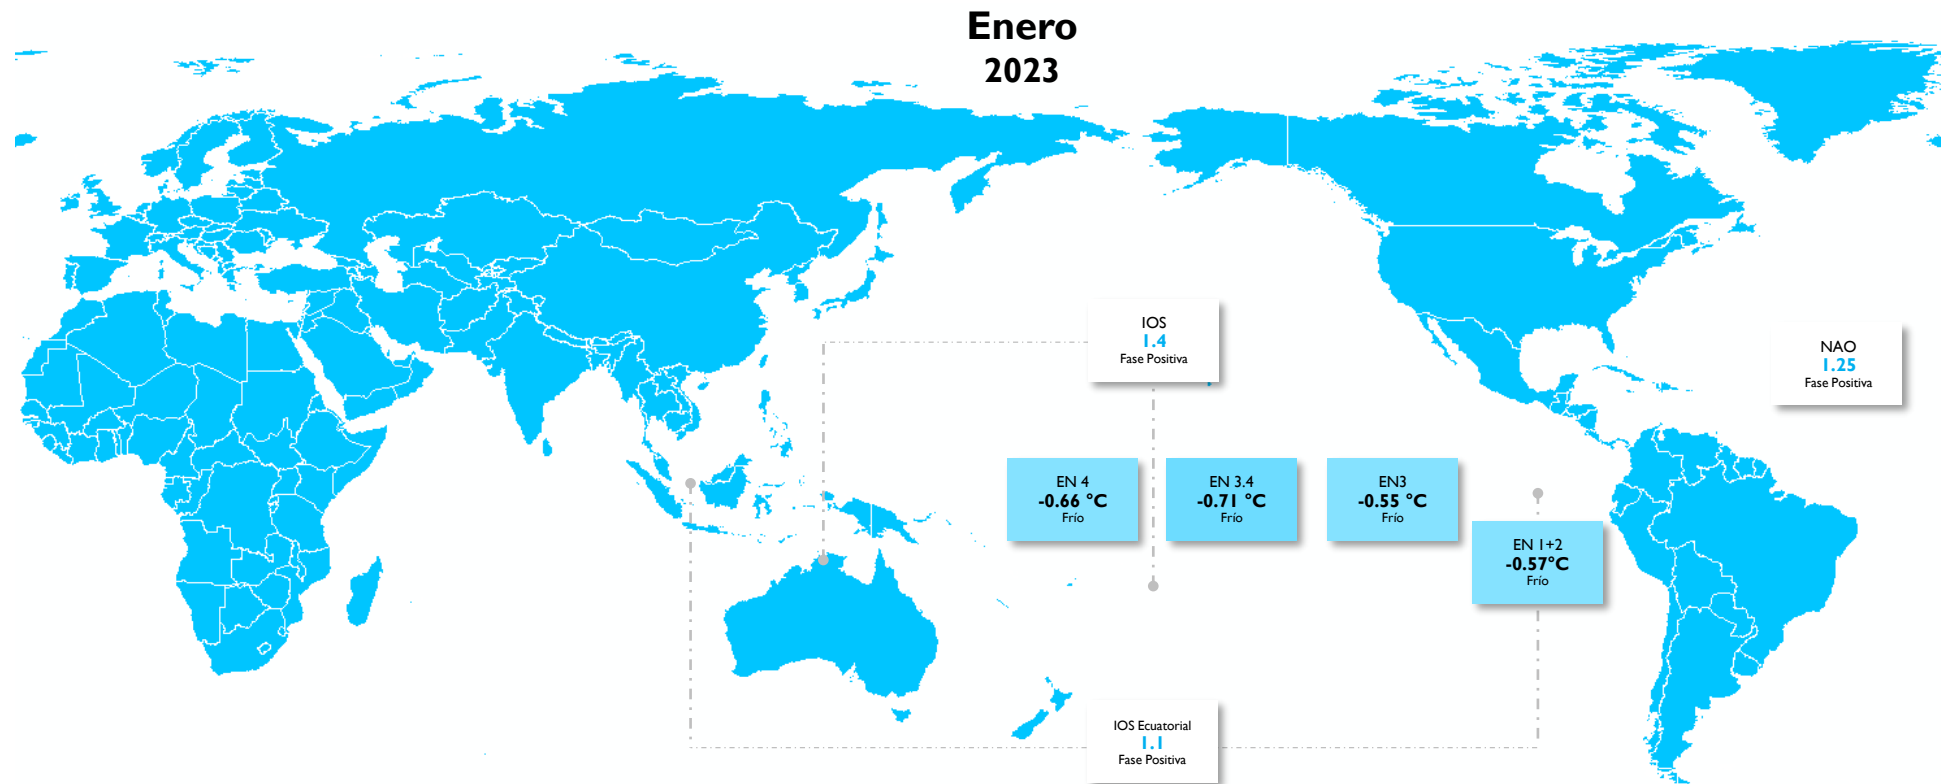 Enero
2023
IOS
1.4
Fase Positiva
NAO
1.25
Fase Positiva
EN 4
-0.66 °C
Frío
EN 3.4
-0.71 °C
Frío
EN3
-0.55 °C
Frío
EN 1+2
-0.57°C
Frío
IOS Ecuatorial
1.1
Fase Positiva